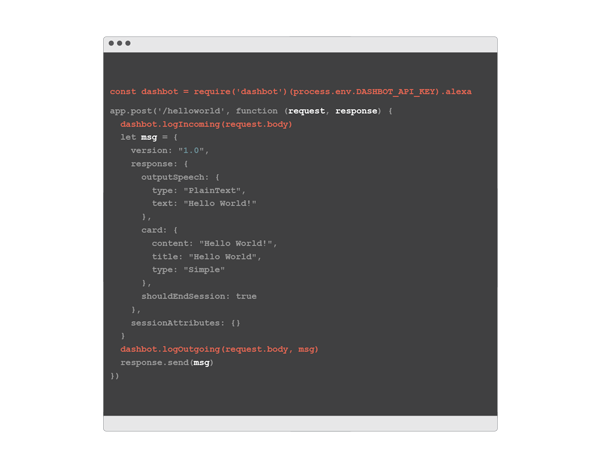 const dashbot = require('dashbot')(process.env.DASHBOT_API_KEY).alexa
app.post('/helloworld', function (request, response) {
dashbot.logIncoming(request.body)
let msg = {
version: "1.0",
response: {
outputSpeech: {
type: "PlainText",
text: "Hello World!"
},
card: {
content: "Hello World!",
title: "Hello World",
type: "Simple"
},
shouldEndSession: true
},
sessionAttributes: {}
}
dashbot.logOutgoing(request.body, msg)
response.send(msg)
})